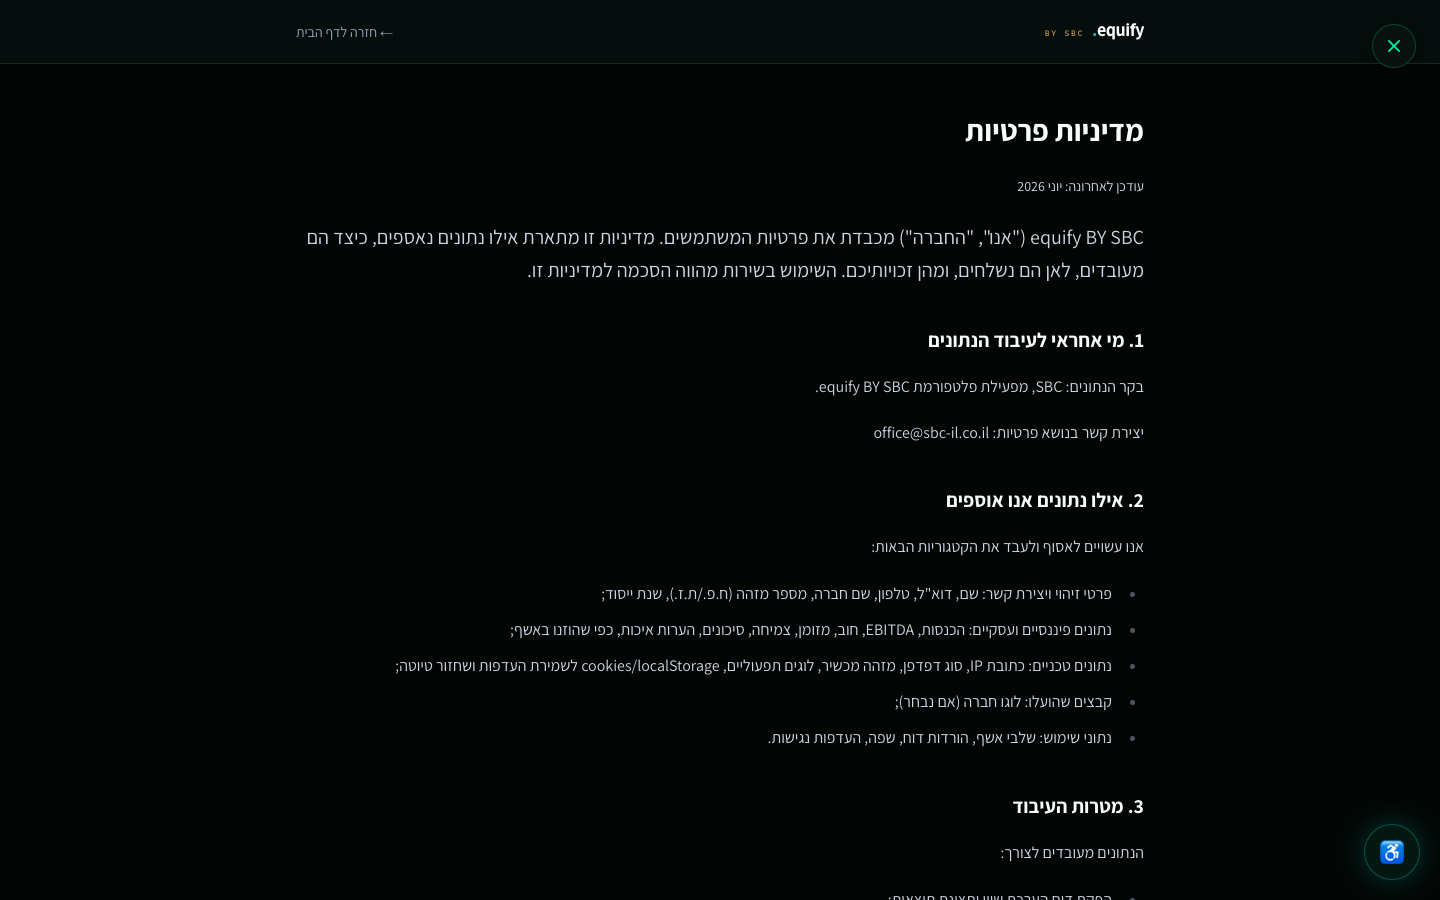 equify. BY SBC
← חזרה לדף הבית
מדיניות פרטיות
עודכן לאחרונה: יוני 2026
equify BY SBC ("אנו", "החברה") מכבדת את פרטיות המשתמשים. מדיניות זו מתארת אילו נתונים נאספים, כיצד הם
מעובדים, לאן הם נשלחים, ומהן זכויותיכם. השימוש בשירות מהווה הסכמה למדיניות זו.
1. מי אחראי לעיבוד הנתונים
בקר הנתונים: SBC, מפעילת פלטפורמת equify BY SBC.
יצירת קשר בנושא פרטיות: office@sbc-il.co.il
2. אילו נתונים אנו אוספים
אנו עשויים לאסוף ולעבד את הקטגוריות הבאות:
• פרטי זיהוי ויצירת קשר: שם, דוא"ל, טלפון, שם חברה, מספר מזהה (ח.פ./ת.ז.), שנת ייסוד;
• נתונים פיננסיים ועסקיים: הכנסות, EBITDA, חוב, מזומן, צמיחה, סיכונים, הערות איכות, כפי שהוזנו באשף;
• נתונים טכניים: כתובת IP, סוג דפדפן, מזהה מכשיר, לוגים תפעוליים, cookies/localStorage לשמירת העדפות ושחזור טיוטה;
• קבצים שהועלו: לוגו חברה (אם נבחר);
• נתוני שימוש: שלבי אשף, הורדות דוח, שפה, העדפות נגישות.
3. מטרות העיבוד
הנתונים מעובדים לצורך:
• הפקת דוח הערכת שווי ותצוגת תוצאות;